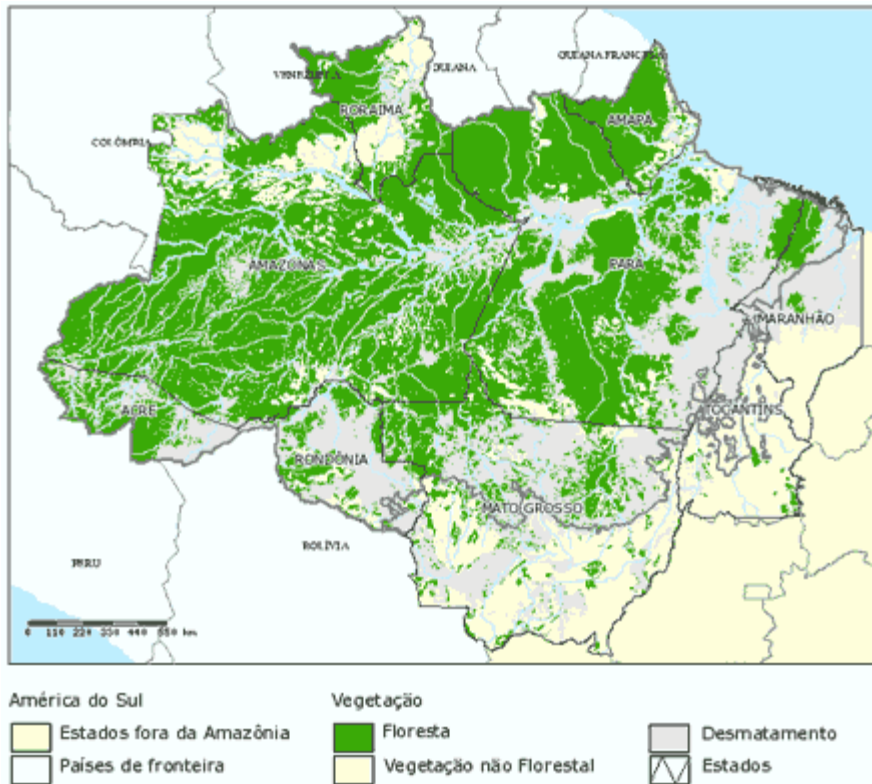 VENEZUELA
GUIANA
GUIANA FRANCESA
RORAIMA
AMAPÁ
COLÔMBIA
AMAZONAS
PARÁ
MARANHÃO
ACRE
TOCANTINS
RONDÔNIA
MATO GROSSO
BOLÍVIA
PERU
0 110 220 330 440 550 km
América do Sul
Vegetação
Estados fora da Amazônia
Floresta
Desmatamento
Países de fronteira
Vegetação não Florestal
Estados